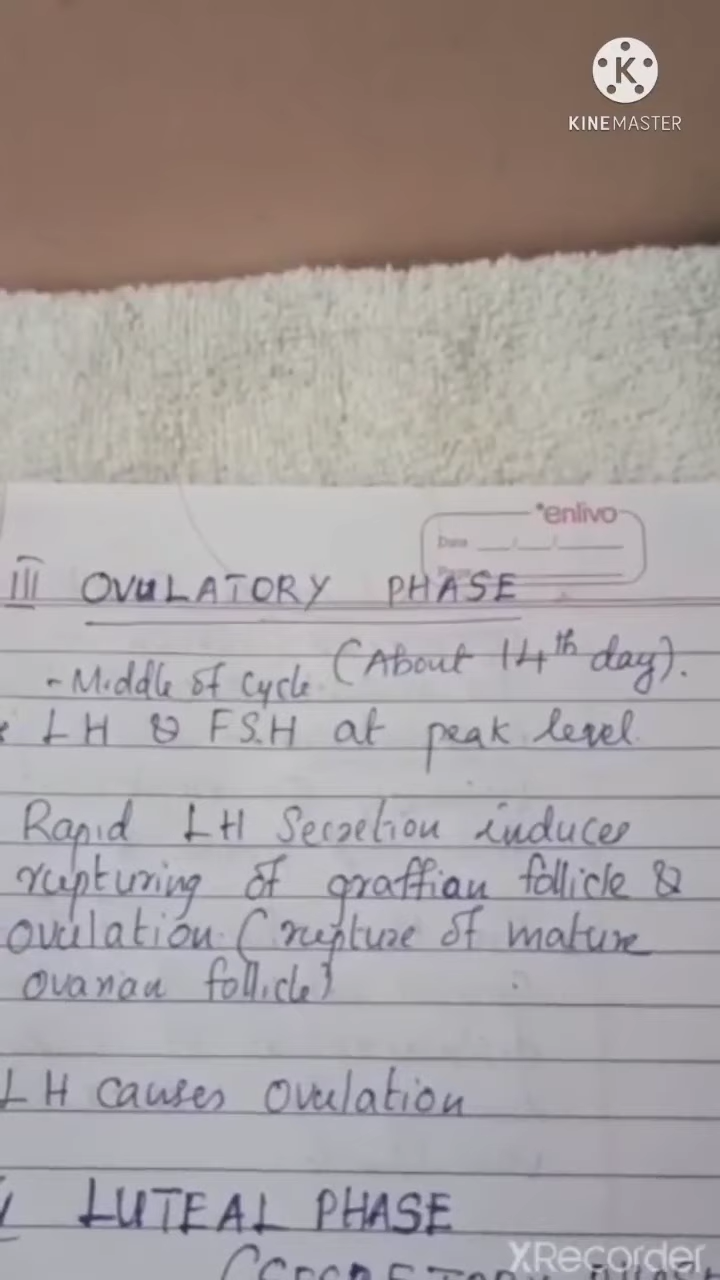 KINEMASTER
enlivo
Date
III OVULATORY PHASE
- Middle of Cycle (About 14th day).
LH & FSH at peak level
Rapid LH Secretion induces
rupturing of graffian follicle &
ovulation (rupture of mature
ovarian follicle)
LH causes Ovulation
LUTEAL PHASE
XRecorder